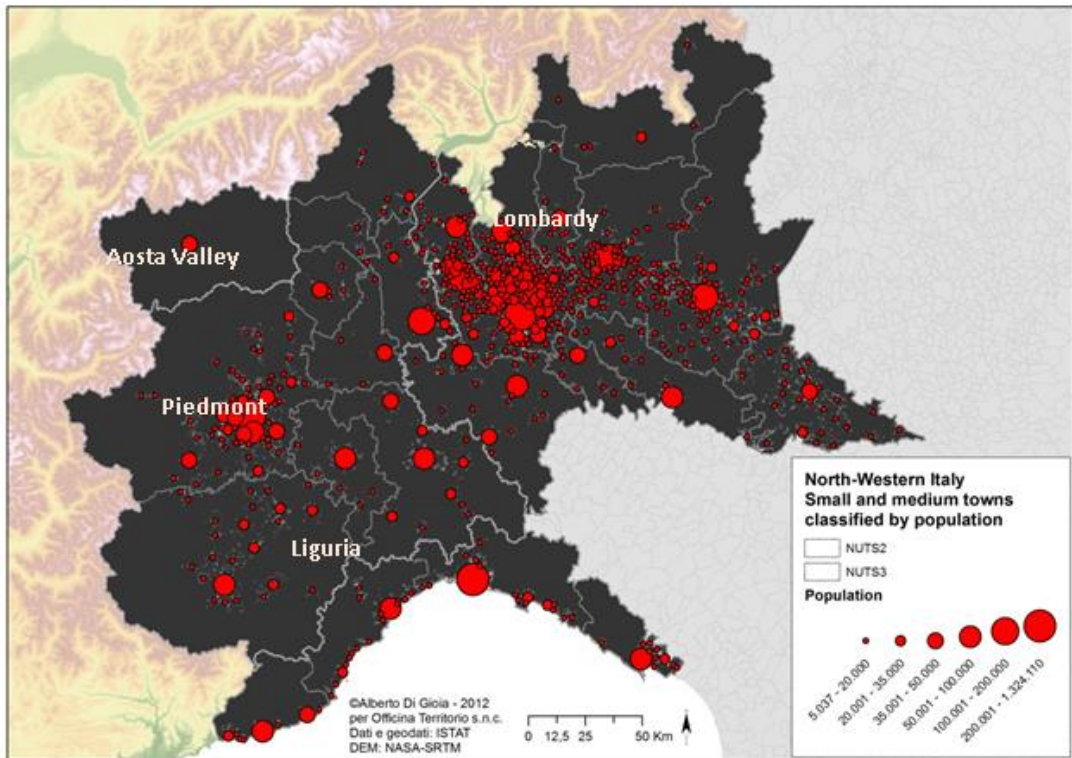 Lombardy
Aosta Valley
Piedmont
Liguria
North-Western Italy
Small and medium towns
classified by population
NUTS2
NUTS3
Population
5.037 - 20.000
20.001 - 35.000
35.001 - 50.000
50.001 - 100.000
100.001 - 200.000
200.001 - 1.324.110
©Alberto Di Gioia - 2012
per Officina Territorio s.n.c.
Dati e geodati: ISTAT
DEM: NASA-SRTM
0 12,5 25 50 Km